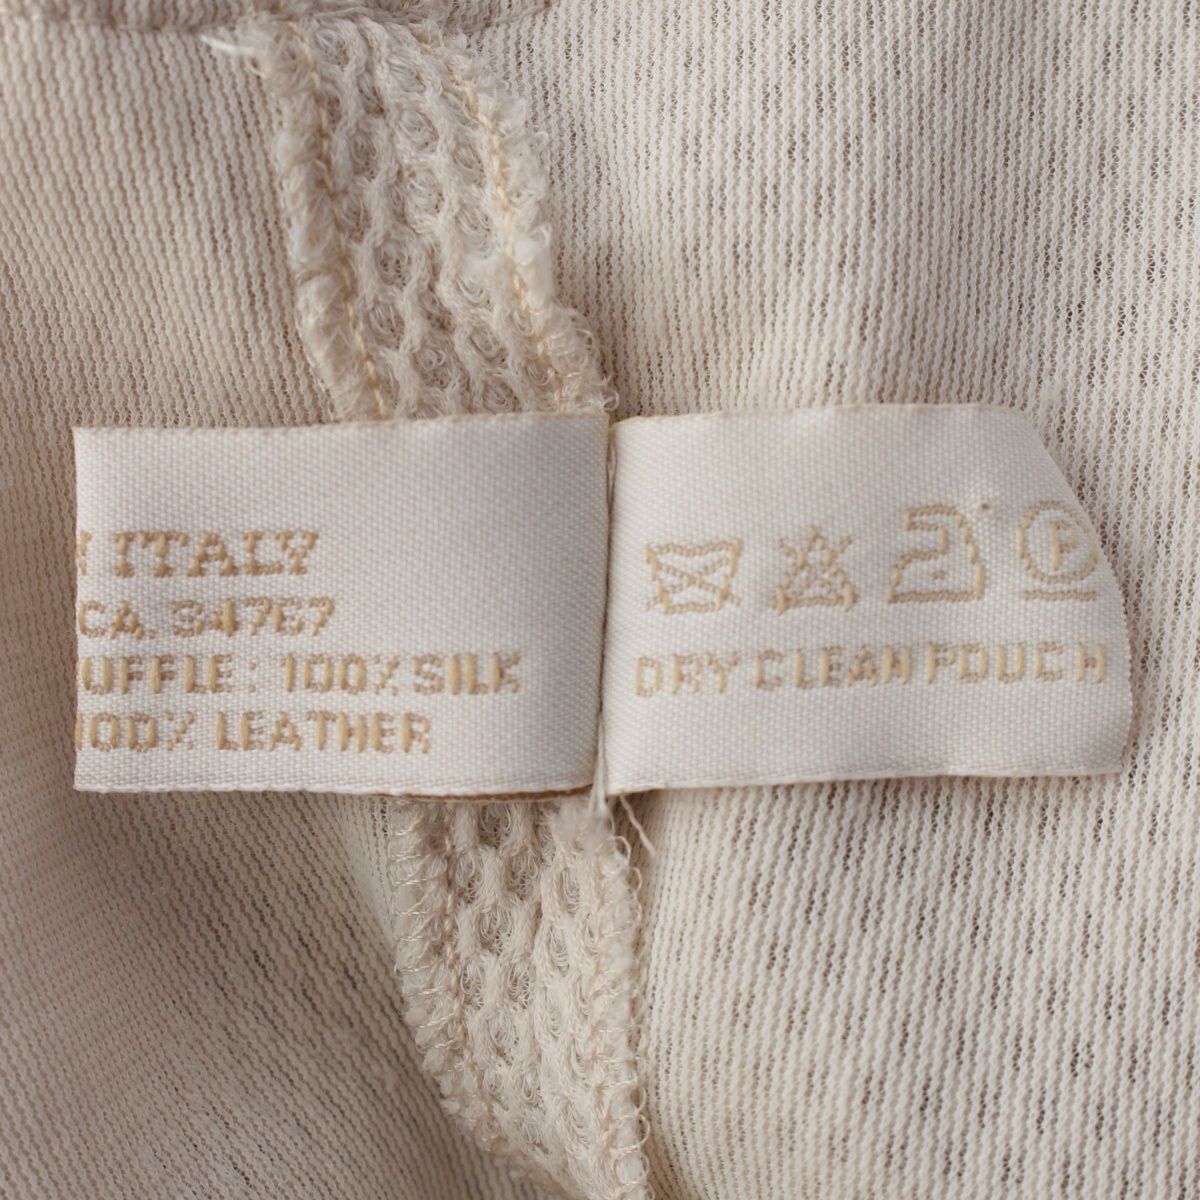 ITALY
CA. 34767
UFFLE: 100% SILK
100% LEATHER
P
DRY CLEAN POUCH